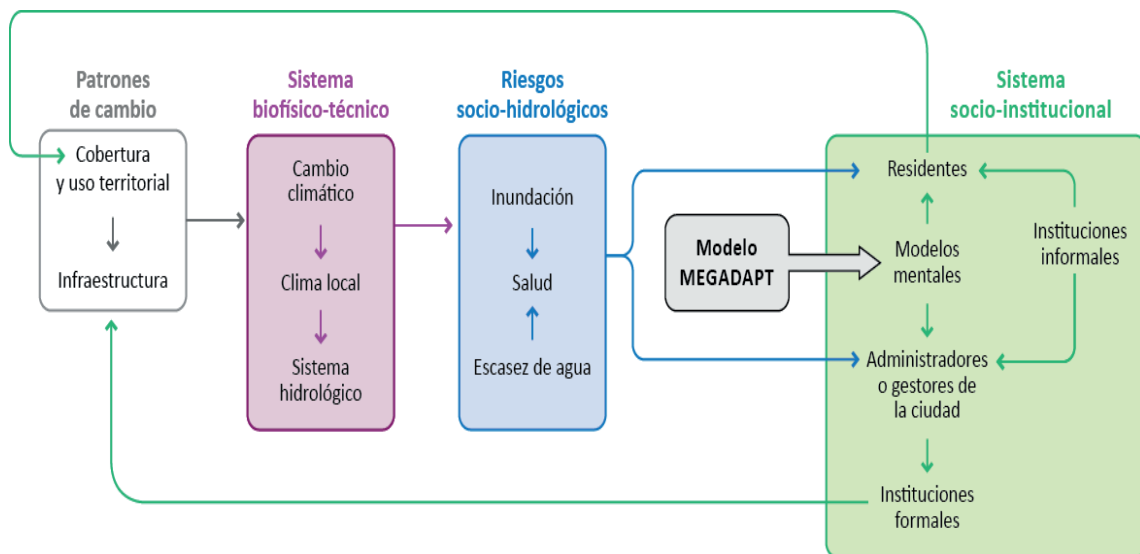 Patrones
de cambio
Cobertura
y uso territorial
Infraestructura
Sistema
biofísico-técnico
Cambio
climático
Clima local
Sistema
hidrológico
Riesgos
socio-hidrológicos
Inundación
Salud
Escasez de agua
Modelo
MEGADAPT
Sistema
socio-institucional
Residentes
Modelos
mentales
Instituciones
informales
Administradores
o gestores de
la ciudad
Instituciones
formales